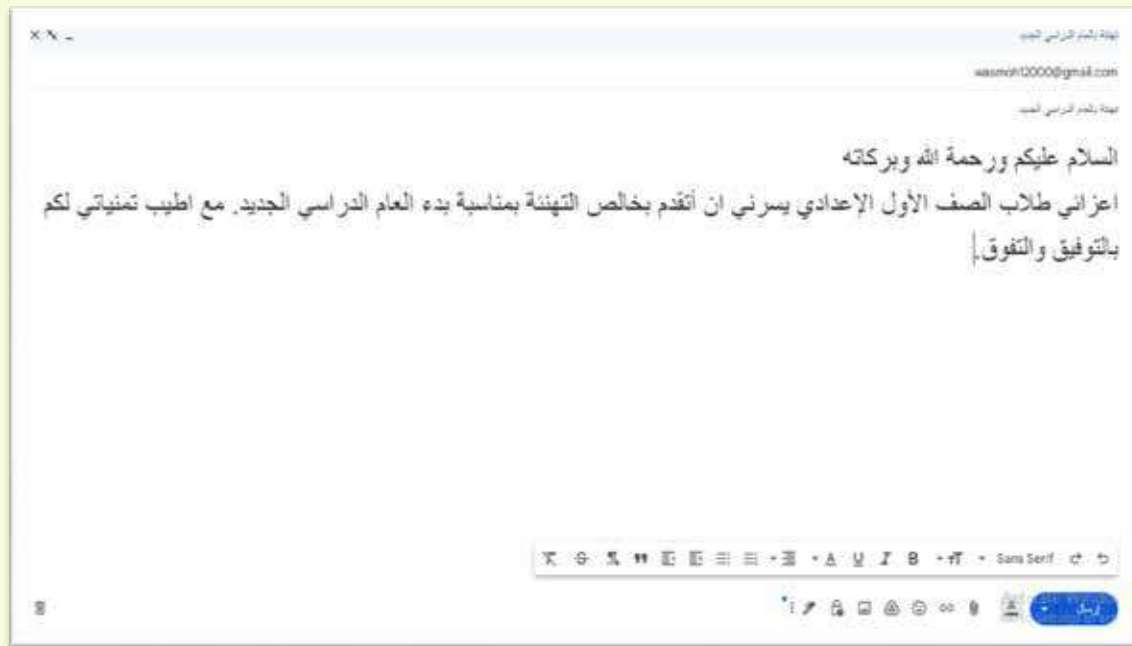 تهنئة بالعام الدراسي الجديد
wasmoh12000@gmail.com
تهنئة بالعام الدراسي الجديد
السلام عليكم ورحمة الله وبركاته
اعزائي طلاب الصف الأول الإعدادي يسرني ان أتقدم بخالص التهنئة بمناسبة بدء العام الدراسي الجديد. مع اطيب تمنياتي لكم
بالتوفيق والتفوق.
Sans Serif
إرسال